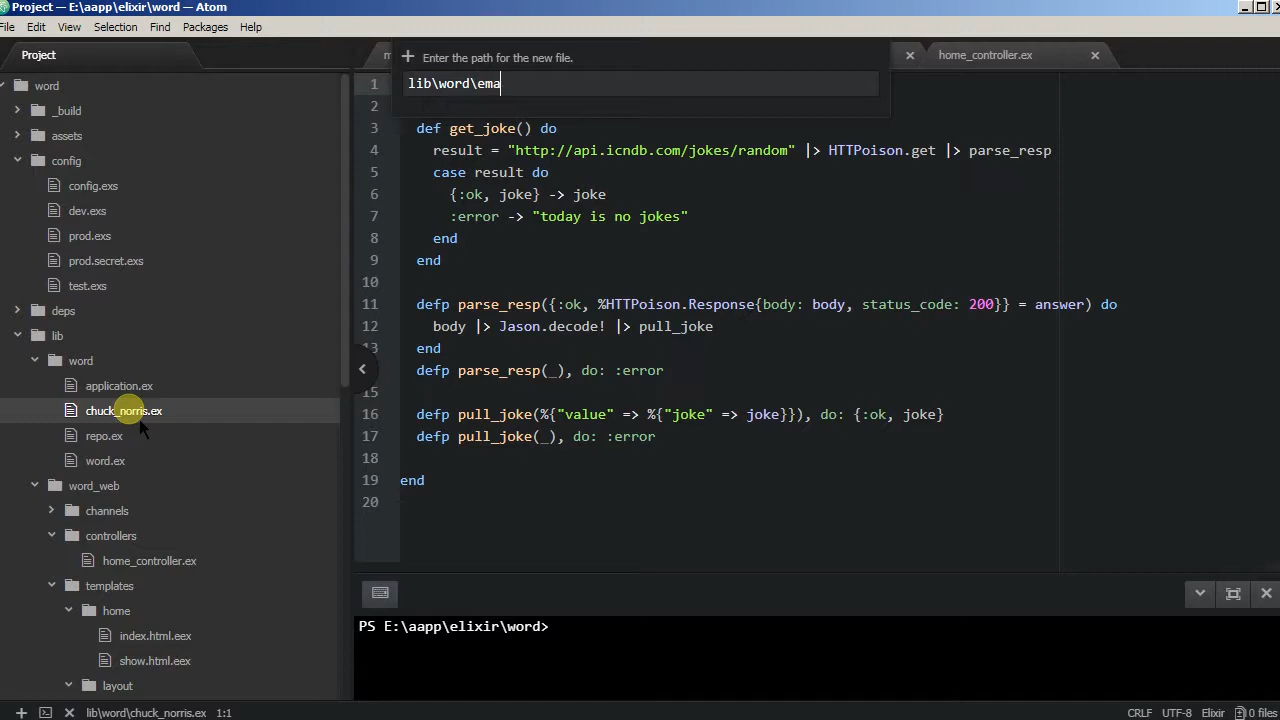 Project — E:\aapp\elixir\word — Atom
File Edit View Selection Find Packages Help
Project
home_controller.ex
Enter the path for the new file.
lib\word\ema
word
_build
assets
config
config.exs
dev.exs
prod.exs
prod.secret.exs
test.exs
deps
lib
word
application.ex
chuck_norris.ex
repo.ex
word.ex
word_web
channels
controllers
home_controller.ex
templates
home
index.html.eex
show.html.eex
layout
1
2
3 def get_joke() do
4 result = "http://api.icndb.com/jokes/random" |> HTTPoison.get |> parse_resp
5 case result do
6 {:ok, joke} -> joke
7 :error -> "today is no jokes"
8 end
9 end
10
11 defp parse_resp({:ok, %HTTPoison.Response{body: body, status_code: 200}} = answer) do
12 body |> Jason.decode! |> pull_joke
13 end
14 defp parse_resp(_), do: :error
15
16 defp pull_joke(%{"value" => %{"joke" => joke}}), do: {:ok, joke}
17 defp pull_joke(_), do: :error
18
19 end
20
PS E:\aapp\elixir\word>
lib\word\chuck_norris.ex 1:1
CRLF UTF-8 Elixir 0 files